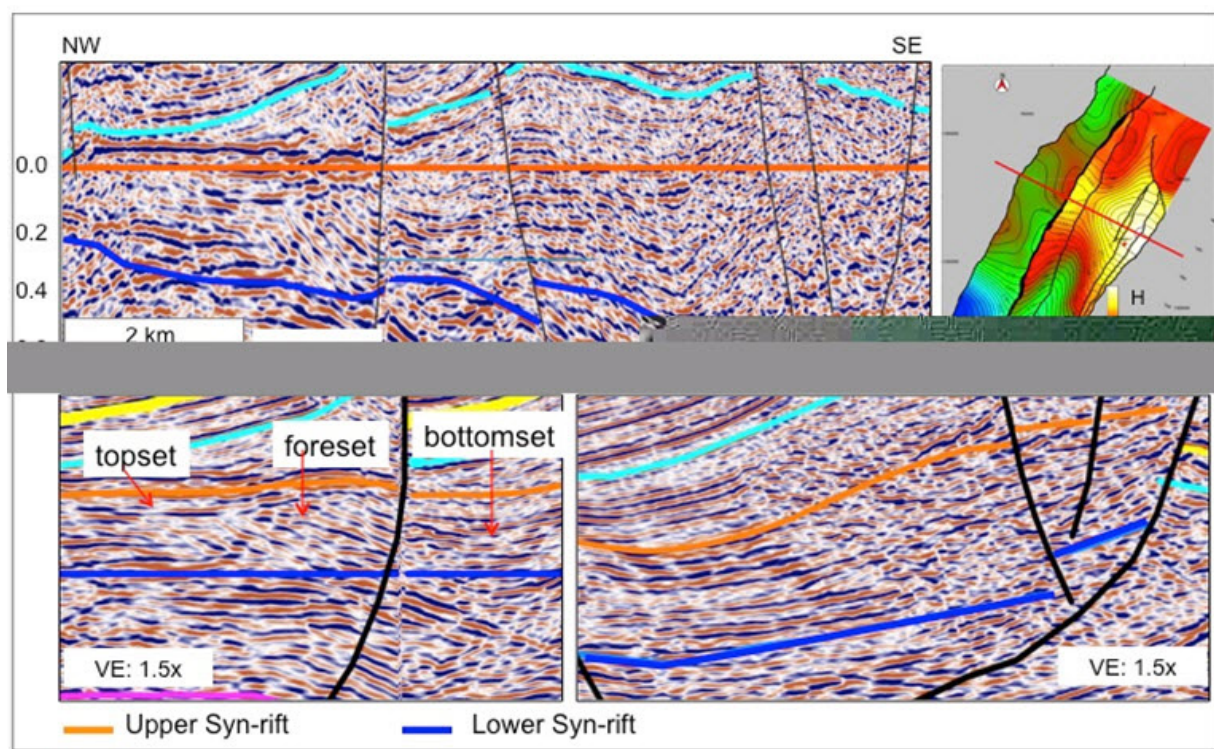 NW
SE
0.0
0.2
0.4
2 km
H
topset
foreset
bottomset
VE: 1.5x
VE: 1.5x
Upper Syn-rift
Lower Syn-rift